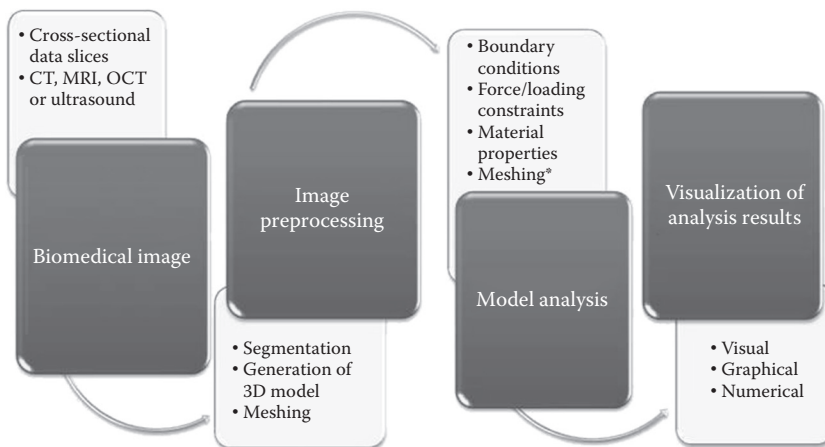 • Cross-sectional
data slices
• CT, MRI, OCT
or ultrasound
Biomedical image
Image
preprocessing
• Segmentation
• Generation of
3D model
• Meshing
• Boundary
conditions
• Force/loading
constraints
• Material
properties
• Meshing*
Model analysis
Visualization of
analysis results
• Visual
• Graphical
• Numerical